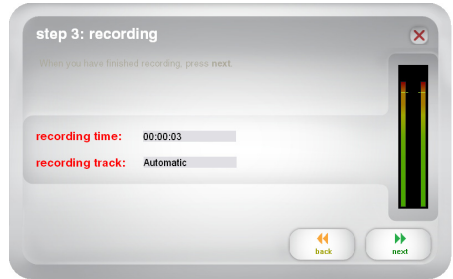 step 3: recording
When you have finished recording, press next.
recording time: 00:00:03
recording track: Automatic
back
next